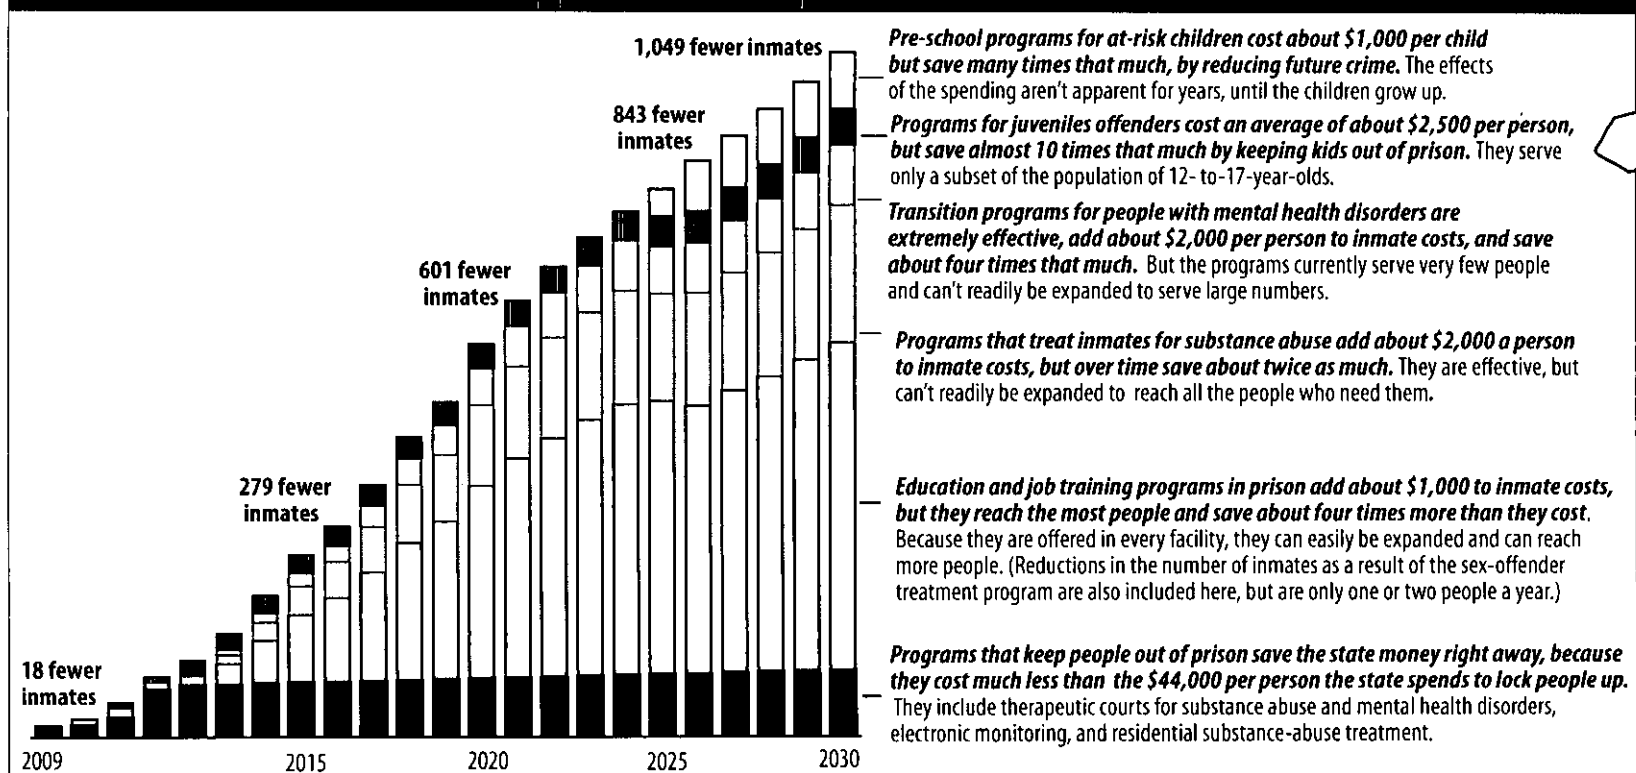 1,049 fewer inmates
843 fewer
inmates
601 fewer
inmates
279 fewer
inmates
18 fewer
inmates
2009
2015
2020
2025
2030
Pre-school programs for at-risk children cost about $1,000 per child
but save many times that much, by reducing future crime. The effects
of the spending aren't apparent for years, until the children grow up.
Programs for juveniles offenders cost an average of about $2,500 per person,
but save almost 10 times that much by keeping kids out of prison. They serve
only a subset of the population of 12- to-17-year-olds.
Transition programs for people with mental health disorders are
extremely effective, add about $2,000 per person to inmate costs, and save
about four times that much. But the programs currently serve very few people
and can't readily be expanded to serve large numbers.
Programs that treat inmates for substance abuse add about $2,000 a person
to inmate costs, but over time save about twice as much. They are effective, but
can't readily be expanded to reach all the people who need them.
Education and job training programs in prison add about $1,000 to inmate costs,
but they reach the most people and save about four times more than they cost.
Because they are offered in every facility, they can easily be expanded and can reach
more people. (Reductions in the number of inmates as a result of the sex-offender
treatment program are also included here, but are only one or two people a year.)
Programs that keep people out of prison save the state money right away, because
they cost much less than the $44,000 per person the state spends to lock people up.
They include therapeutic courts for substance abuse and mental health disorders,
electronic monitoring, and residential substance-abuse treatment.